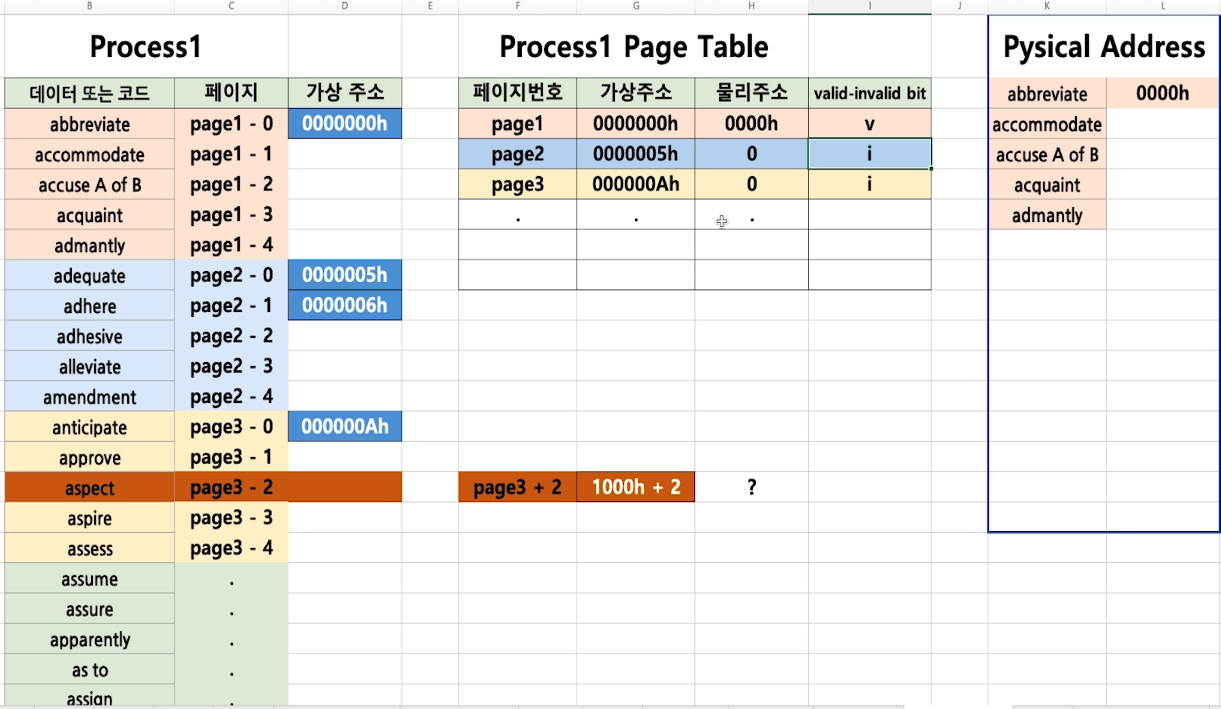 B C D E F G H I J K L
Process1 Process1 Page Table Pysical Address
데이터 또는 코드 페이지 가상 주소 페이지번호 가상주소 물리주소 valid-invalid bit abbreviate 0000h
abbreviate page1 - 0 0000000h page1 0000000h 0000h v accommodate
accommodate page1 - 1 page2 0000005h 0 i accuse A of B
accuse A of B page1 - 2 page3 000000Ah 0 i acquaint
acquaint page1 - 3 . . . admantly
admantly page1 - 4
adequate page2 - 0 0000005h
adhere page2 - 1 0000006h
adhesive page2 - 2
alleviate page2 - 3
amendment page2 - 4
anticipate page3 - 0 000000Ah
approve page3 - 1
aspect page3 - 2 page3 + 2 1000h + 2 ?
aspire page3 - 3
assess page3 - 4
assume .
assure .
apparently .
as to .
assign .